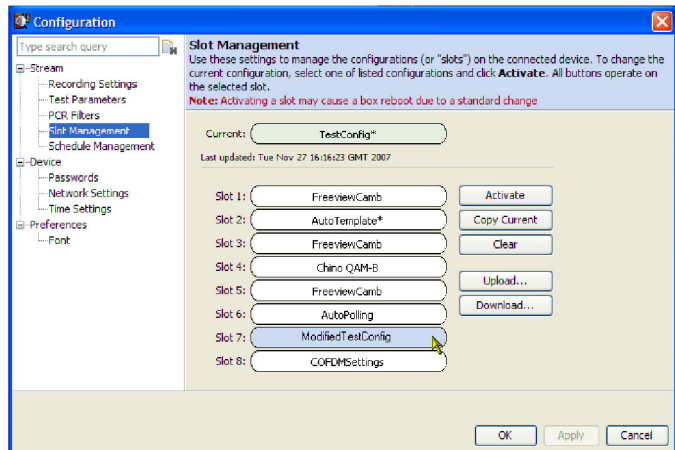 Configuration
Type search query
Stream
Recording Settings
Test Parameters
PCR Filters
Slot Management
Schedule Management
Device
Passwords
Network Settings
Time Settings
Preferences
Font
Slot Management
Use these settings to manage the configurations (or "slots") on the connected device. To change the
current configuration, select one of listed configurations and click Activate. All buttons operate on
the selected slot.
Note: Activating a slot may cause a box reboot due to a standard change
Current: TestConfig*
Last updated: Tue Nov 27 16:16:23 GMT 2007
Slot 1: FreeviewCamb Activate
Slot 2: AutoTemplate* Copy Current
Slot 3: FreeviewCamb Clear
Slot 4: Chino QAM-B
Slot 5: FreeviewCamb Upload...
Slot 6: AutoPolling Download...
Slot 7: ModifiedTestConfig
Slot 8: COFDMSettings
OK Apply Cancel